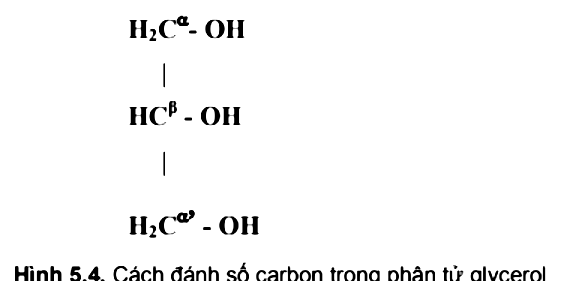 H₂Cᵅ- OH
|
HCᵝ - OH
|
H₂Cᵅ’ - OH
Hình 5.4. Cách đánh số carbon trong phân tử glycerol